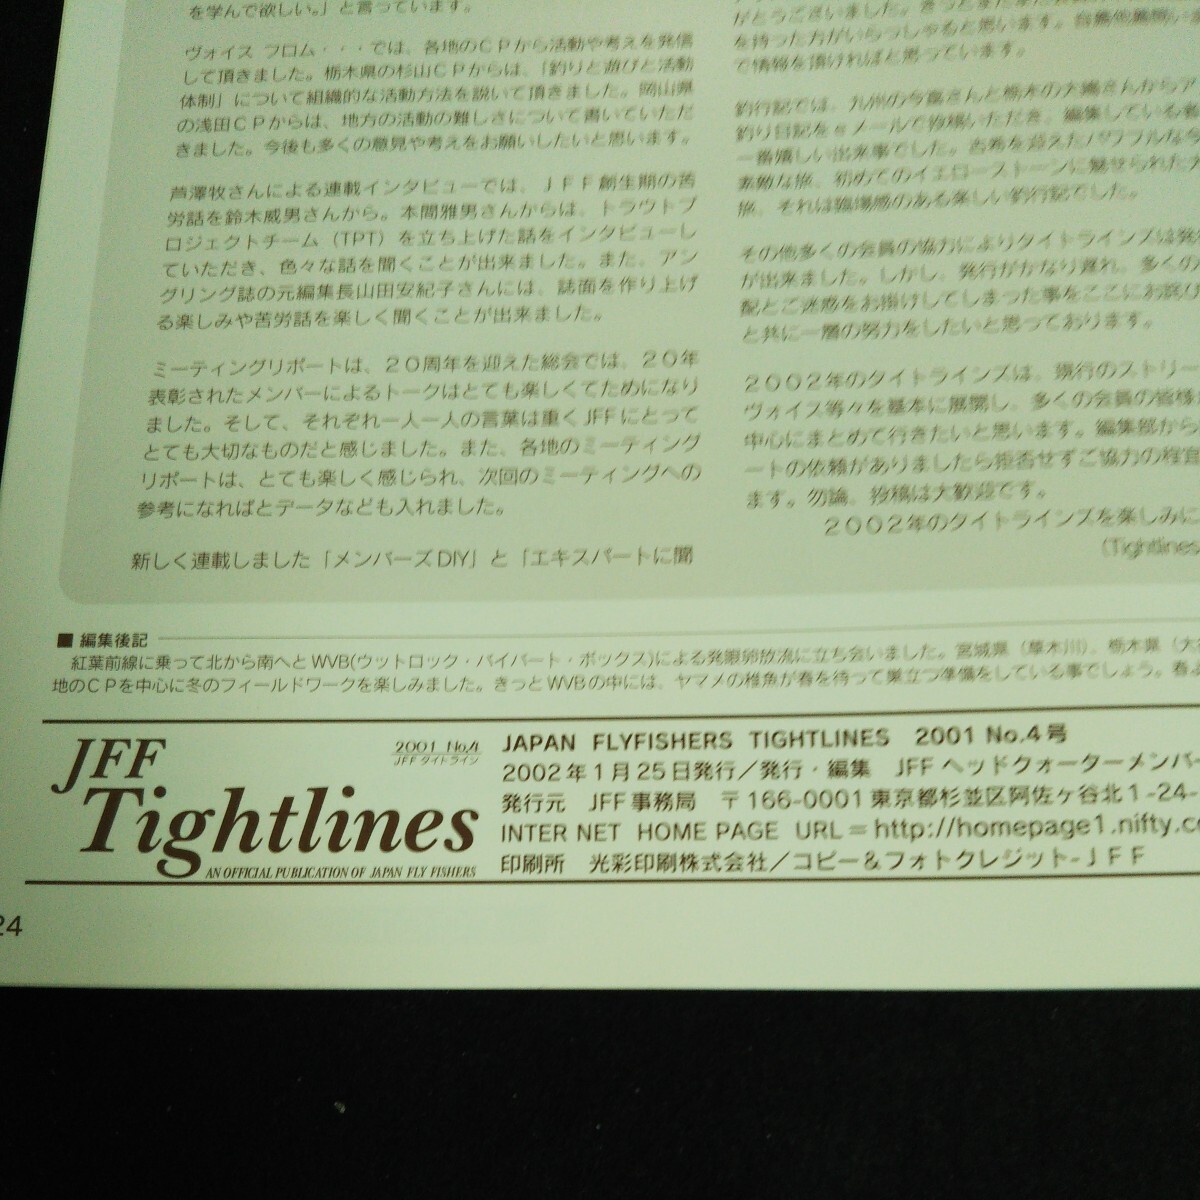 を学んで欲しい。」と言っています。
ヴォイス フロム・・・では、各地のCPから活動や考えを発信
して頂きました。栃木県の杉山CPからは、「釣りと遊びと活動
体制」について組織的な活動方法を説いて頂きました。岡山県
の浅田CPからは、地方の活動の難しさについて書いていただ
きました。今後も多くの意見や考えをお願いしたいと思います。
芦澤牧さんによる連載インタビューでは、JFF創生期の苦
労話を鈴木威男さんから。本間雅男さんからは、トラウトプ
ロジェクトチーム（TPT）を立ち上げた話をインタビューし
ていただき、色々な話を聞くことが出来ました。また、アン
グリング誌の元編集長山田安紀子さんには、誌面を作り上げ
る楽しみや苦労話を楽しく聞くことが出来ました。
ミーティングリポートは、20周年を迎えた総会では、20年
表彰されたメンバーによるトークはとても楽しくてためになり
ました。そして、それぞれ一人一人の言葉は重くJFFにとって
とても大切なものだと感じました。また、各地のミーティング
リポートは、とても楽しく感じられ、次回のミーティングへの
参考になればとデータなども入れました。
新しく連載しました「メンバーズDIY」と「エキスパートに聞
を持った方がいらっしゃると思います。
て情報を頂ければと思っています。
釣行記では、九州の今
釣り日記をeメールで投稿いただき、編集している
一番嬉しい出来事でした。古希を迎えたパワフルな
素敵な旅、初めてのイエローストーンに魅せられた
旅、それは臨場感のある楽しい釣行記でした。
その他多くの会員の協力によりタイトラインズは発
が出来ました。しかし、発行がかなり遅れ、多くの
配とご迷惑をお掛けしてしまった事をここにお詫び
と共に一層の努力をしたいと思っております。
2002年のタイトラインズは、現行のストリー
ヴォイス等々を基本に展開し、多くの会員の皆様
中心にまとめて行きたいと思います。編集部から
ートの依頼がありましたら拒否せずご協力の程宜
ます。勿論、投稿は大歓迎です。
2002年のタイトラインズを楽しみに
(Tightlines
■ 編集後記
紅葉前線に乗って北から南へとWVB(ウットロック・バイバート・ボックス)による発眼卵放流に立ち会いました。宮城県（草木川）、栃木県（大
地のCPを中心に冬のフィールドワークを楽しみました。きっとWVBの中には、ヤマメの稚魚が春を待って巣立つ準備をしている事でしょう。春
JFF
Tightlines
2001 No.4
JFFタイトライン
AN OFFICIAL PUBLICATION OF JAPAN FLY FISHERS
JAPAN FLYFISHERS TIGHTLINES 2001 No.4号
2002年1月25日発行／発行・編集 JFFヘッドクォーターメンバー
発行元 JFF事務局 〒166-0001東京都杉並区阿佐ヶ谷北1-24-
INTER NET HOME PAGE URL=http://homepage1.nifty.c
印刷所 光彩印刷株式会社／コピー＆フォトクレジット-JFF
24